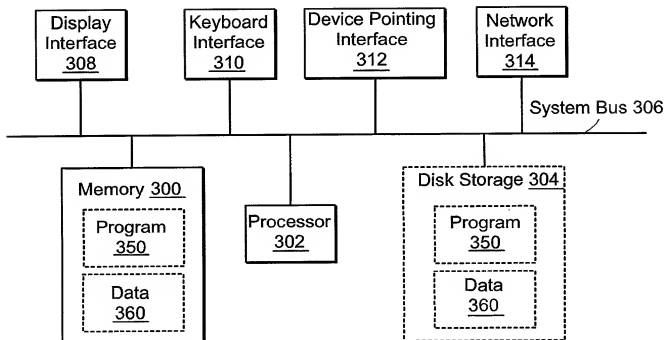 Display
Interface
308
Keyboard
Interface
310
Device Pointing
Interface
312
Network
Interface
314
System Bus 306
Memory 300
Program
350
Data
360
Processor
302
Disk Storage 304
Program
350
Data
360